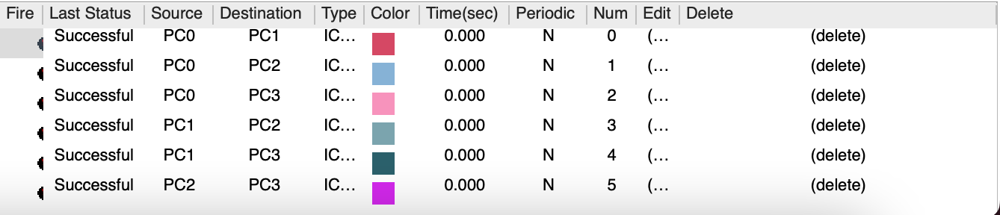 Fire Last Status Source Destination Type Color Time(sec) Periodic Num Edit Delete
Successful PC0 PC1 IC... 0.000 N 0 (... (delete)
Successful PC0 PC2 IC... 0.000 N 1 (... (delete)
Successful PC0 PC3 IC... 0.000 N 2 (... (delete)
Successful PC1 PC2 IC... 0.000 N 3 (... (delete)
Successful PC1 PC3 IC... 0.000 N 4 (... (delete)
Successful PC2 PC3 IC... 0.000 N 5 (... (delete)